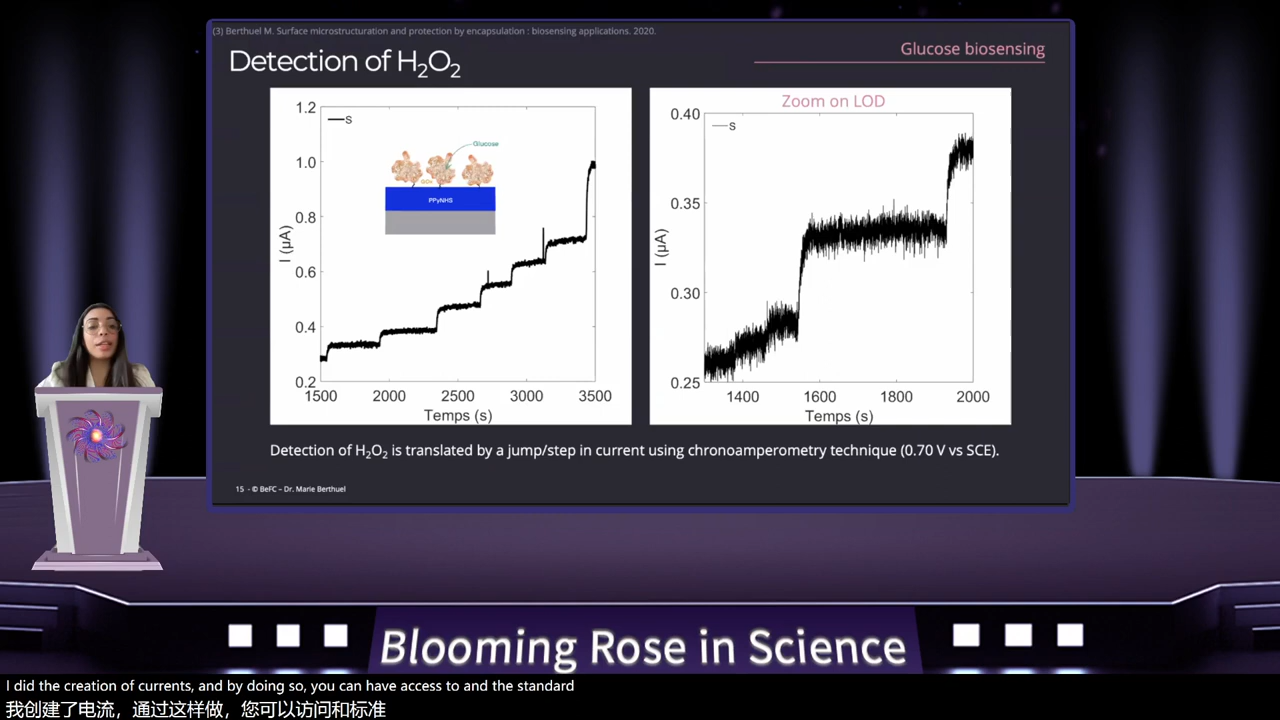 (3) Berthuel M. Surface microstructuration and protection by encapsulation : biosensing applications. 2020.
Detection of H₂O₂
Glucose biosensing
1.2
1.0
0.8
0.6
0.4
0.2
I (µA)
S
Glucose
GOx
PPyNHS
1500
2000
2500
3000
3500
Temps (s)
Zoom on LOD
0.40
0.35
0.30
0.25
I (µA)
S
1400
1600
1800
2000
Temps (s)
Detection of H₂O₂ is translated by a jump/step in current using chronoamperometry technique (0.70 V vs SCE).
15 - © BeFC – Dr. Marie Berthuel
Blooming Rose in Science
I did the creation of currents, and by doing so, you can have access to and the standard
我创建了电流，通过这样做，您可以访问和标准